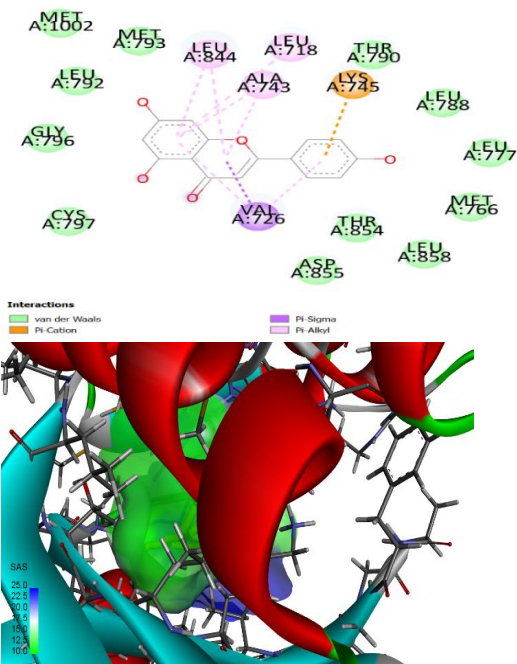 MET
A:1002
MET
A:793
LEU
A:844
LEU
A:718
THR
A:790
LEU
A:792
ALA
A:743
LYS
A:745
LEU
A:788
GLY
A:796
LEU
A:777
CYS
A:797
VAL
A:726
THR
A:854
MET
A:766
LEU
A:858
ASP
A:855
O
O
O
O
O
Interactions
van der Waals
Pi-Cation
Pi-Sigma
Pi-Alkyl
SAS
25.0
22.5
20.0
17.5
15.0
12.5
10.0